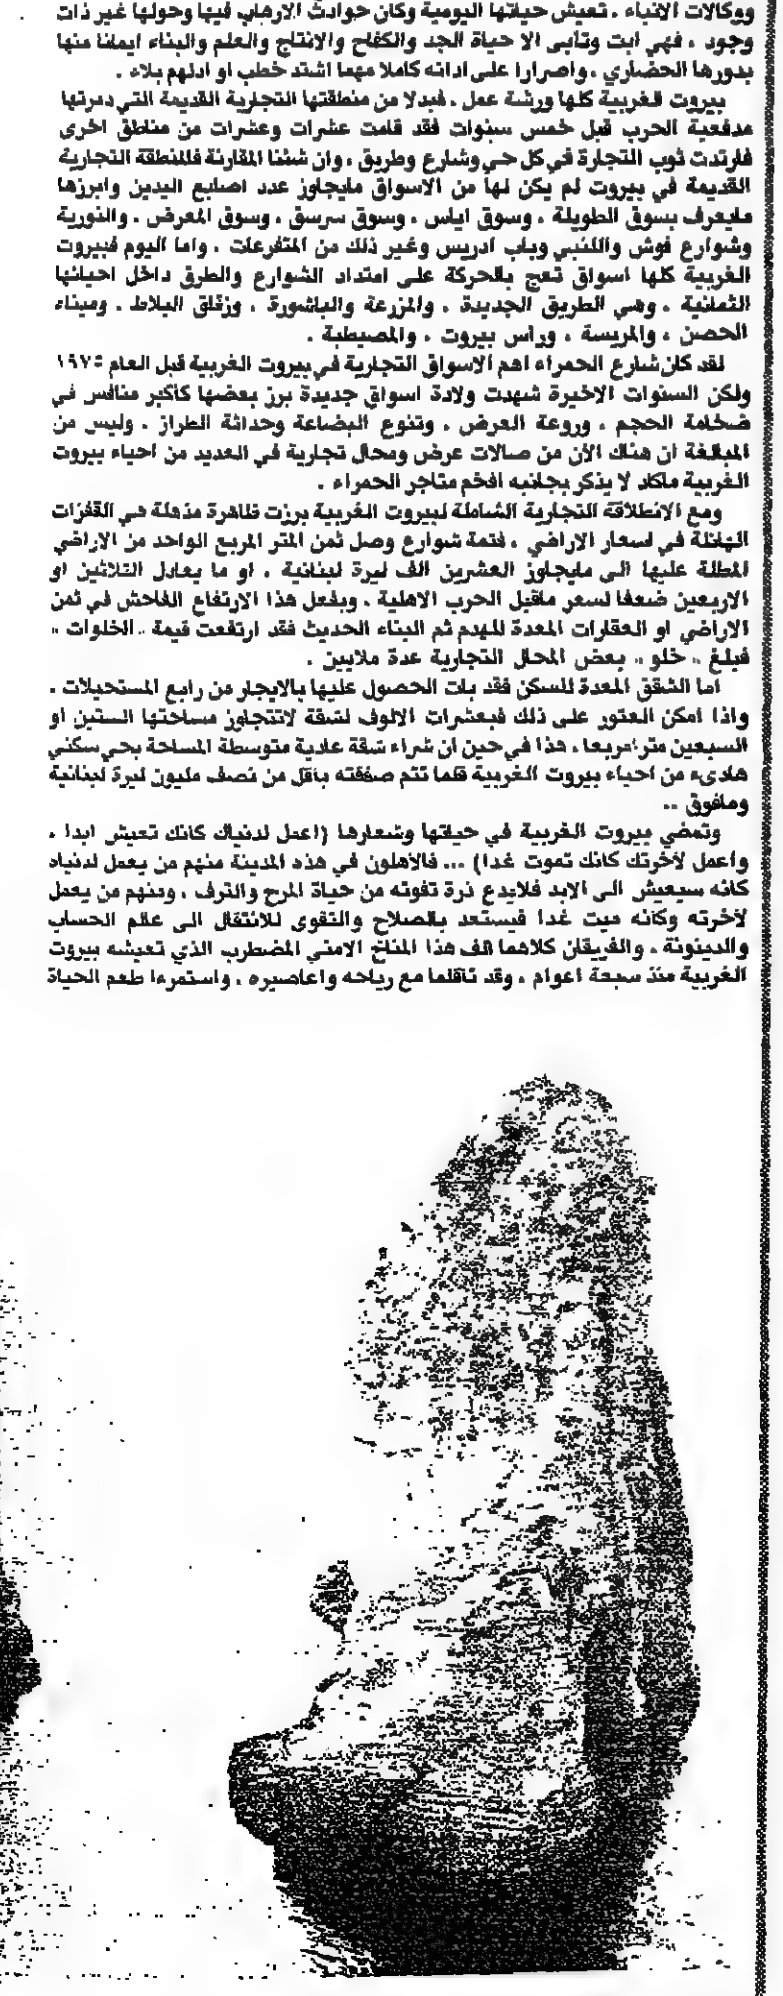 ووكالات الانباء ، تعيش حياتها اليومية وكان حوادث الارهاب فيها وحولها غير ذات
وجود ، فهي ابت وتابى الا حياة الجد والكفاح والانتاج والعلم والبناء ايمانا منها
بدورها الحضاري ، واصرارا على ادائه كاملا مهما اشتد خطب او ادلهم بلاء .
بيروت الغربية كلها ورشة عمل ، فبدلا من منطقتها التجارية القديمة التي دمرتها
مدفعية الحرب قبل خمس سنوات فقد قامت عشرات وعشرات من مناطق اخرى
فارتدت ثوب التجارة في كل حي وشارع وطريق ، وان شئنا المقارنة فالمنطقة التجارية
القديمة في بيروت لم يكن لها من الاسواق مايجاوز عدد اصابع اليدين وابرزها
مايعرف بسوق الطويلة ، وسوق اياس ، وسوق سرسق ، وسوق المعرض ، والنورية
وشوارع فوش واللنبي وباب ادريس وغير ذلك من المتفرعات ، واما اليوم فبيروت
الغربية كلها اسواق تعج بالحركة على امتداد الشوارع والطرق داخل احيائها
الثمانية ، وهي الطريق الجديدة ، والمزرعة والباشورة ، وزقاق البلاط ، وميناء
الحصن ، والمريسة ، وراس بيروت ، والمصيطبة .
لقد كان شارع الحمراء اهم الاسواق التجارية في بيروت الغربية قبل العام ١٩٧٥
ولكن السنوات الاخيرة شهدت ولادة اسواق جديدة برز بعضها كاكبر منافس في
ضخامة الحجم ، وروعة العرض ، وتنوع البضاعة وحداثة الطراز ، وليس من
المبالغة ان هناك الآن من صالات عرض ومحال تجارية في العديد من احياء بيروت
الغربية ماكاد لا يذكر بجانبه افخم متاجر الحمراء .
ومع الانطلاقة التجارية الشاملة لبيروت الغربية برزت ظاهرة مذهلة هي القفزات
الهائلة في اسعار الاراضي ، فثمة شوارع وصل ثمن المتر المربع الواحد من الاراضي
المطلة عليها الى مايجاوز العشرين الف ليرة لبنانية ، او ما يعادل الثلاثين او
الاربعين ضعفا لسعر ماقبل الحرب الاهلية ، وبفعل هذا الارتفاع الفاحش في ثمن
الاراضي او العقارات المعدة للهدم ثم البناء الحديث فقد ارتفعت قيمة « الخلوات »
فبلغ « خلو » بعض المحال التجارية عدة ملايين .
اما الشقق المعدة للسكن فقد بات الحصول عليها بالايجار من رابع المستحيلات ،
واذا امكن العثور على ذلك فبعشرات الالوف لشقة لاتتجاوز مساحتها الستين او
السبعين مترا مربعا ، هذا في حين ان شراء شقة عادية متوسطة المساحة بحي سكني
هادىء من احياء بيروت الغربية قلما تتم صفقته باقل من نصف مليون ليرة لبنانية
ومافوق ..
وتمضي بيروت الغربية في حياتها وشعارها (اعمل لدنياك كانك تعيش ابدا ،
واعمل لآخرتك كانك تموت غدا) ... فالاهلون في هذه المدينة منهم من يعمل لدنياه
كانه سيعيش الى الابد فلايدع ذرة تفوته من حياة المرح والترف ، ومنهم من يعمل
لآخرته وكانه ميت غدا فيستعد بالصلاح والتقوى للانتقال الى عالم الحساب
والدينونة ، والفريقان كلاهما الف هذا المناخ الامني المضطرب الذي تعيشه بيروت
الغربية منذ سبعة اعوام ، وقد تاقلما مع رياحه واعاصيره ، واستمرءا طعم الحياة